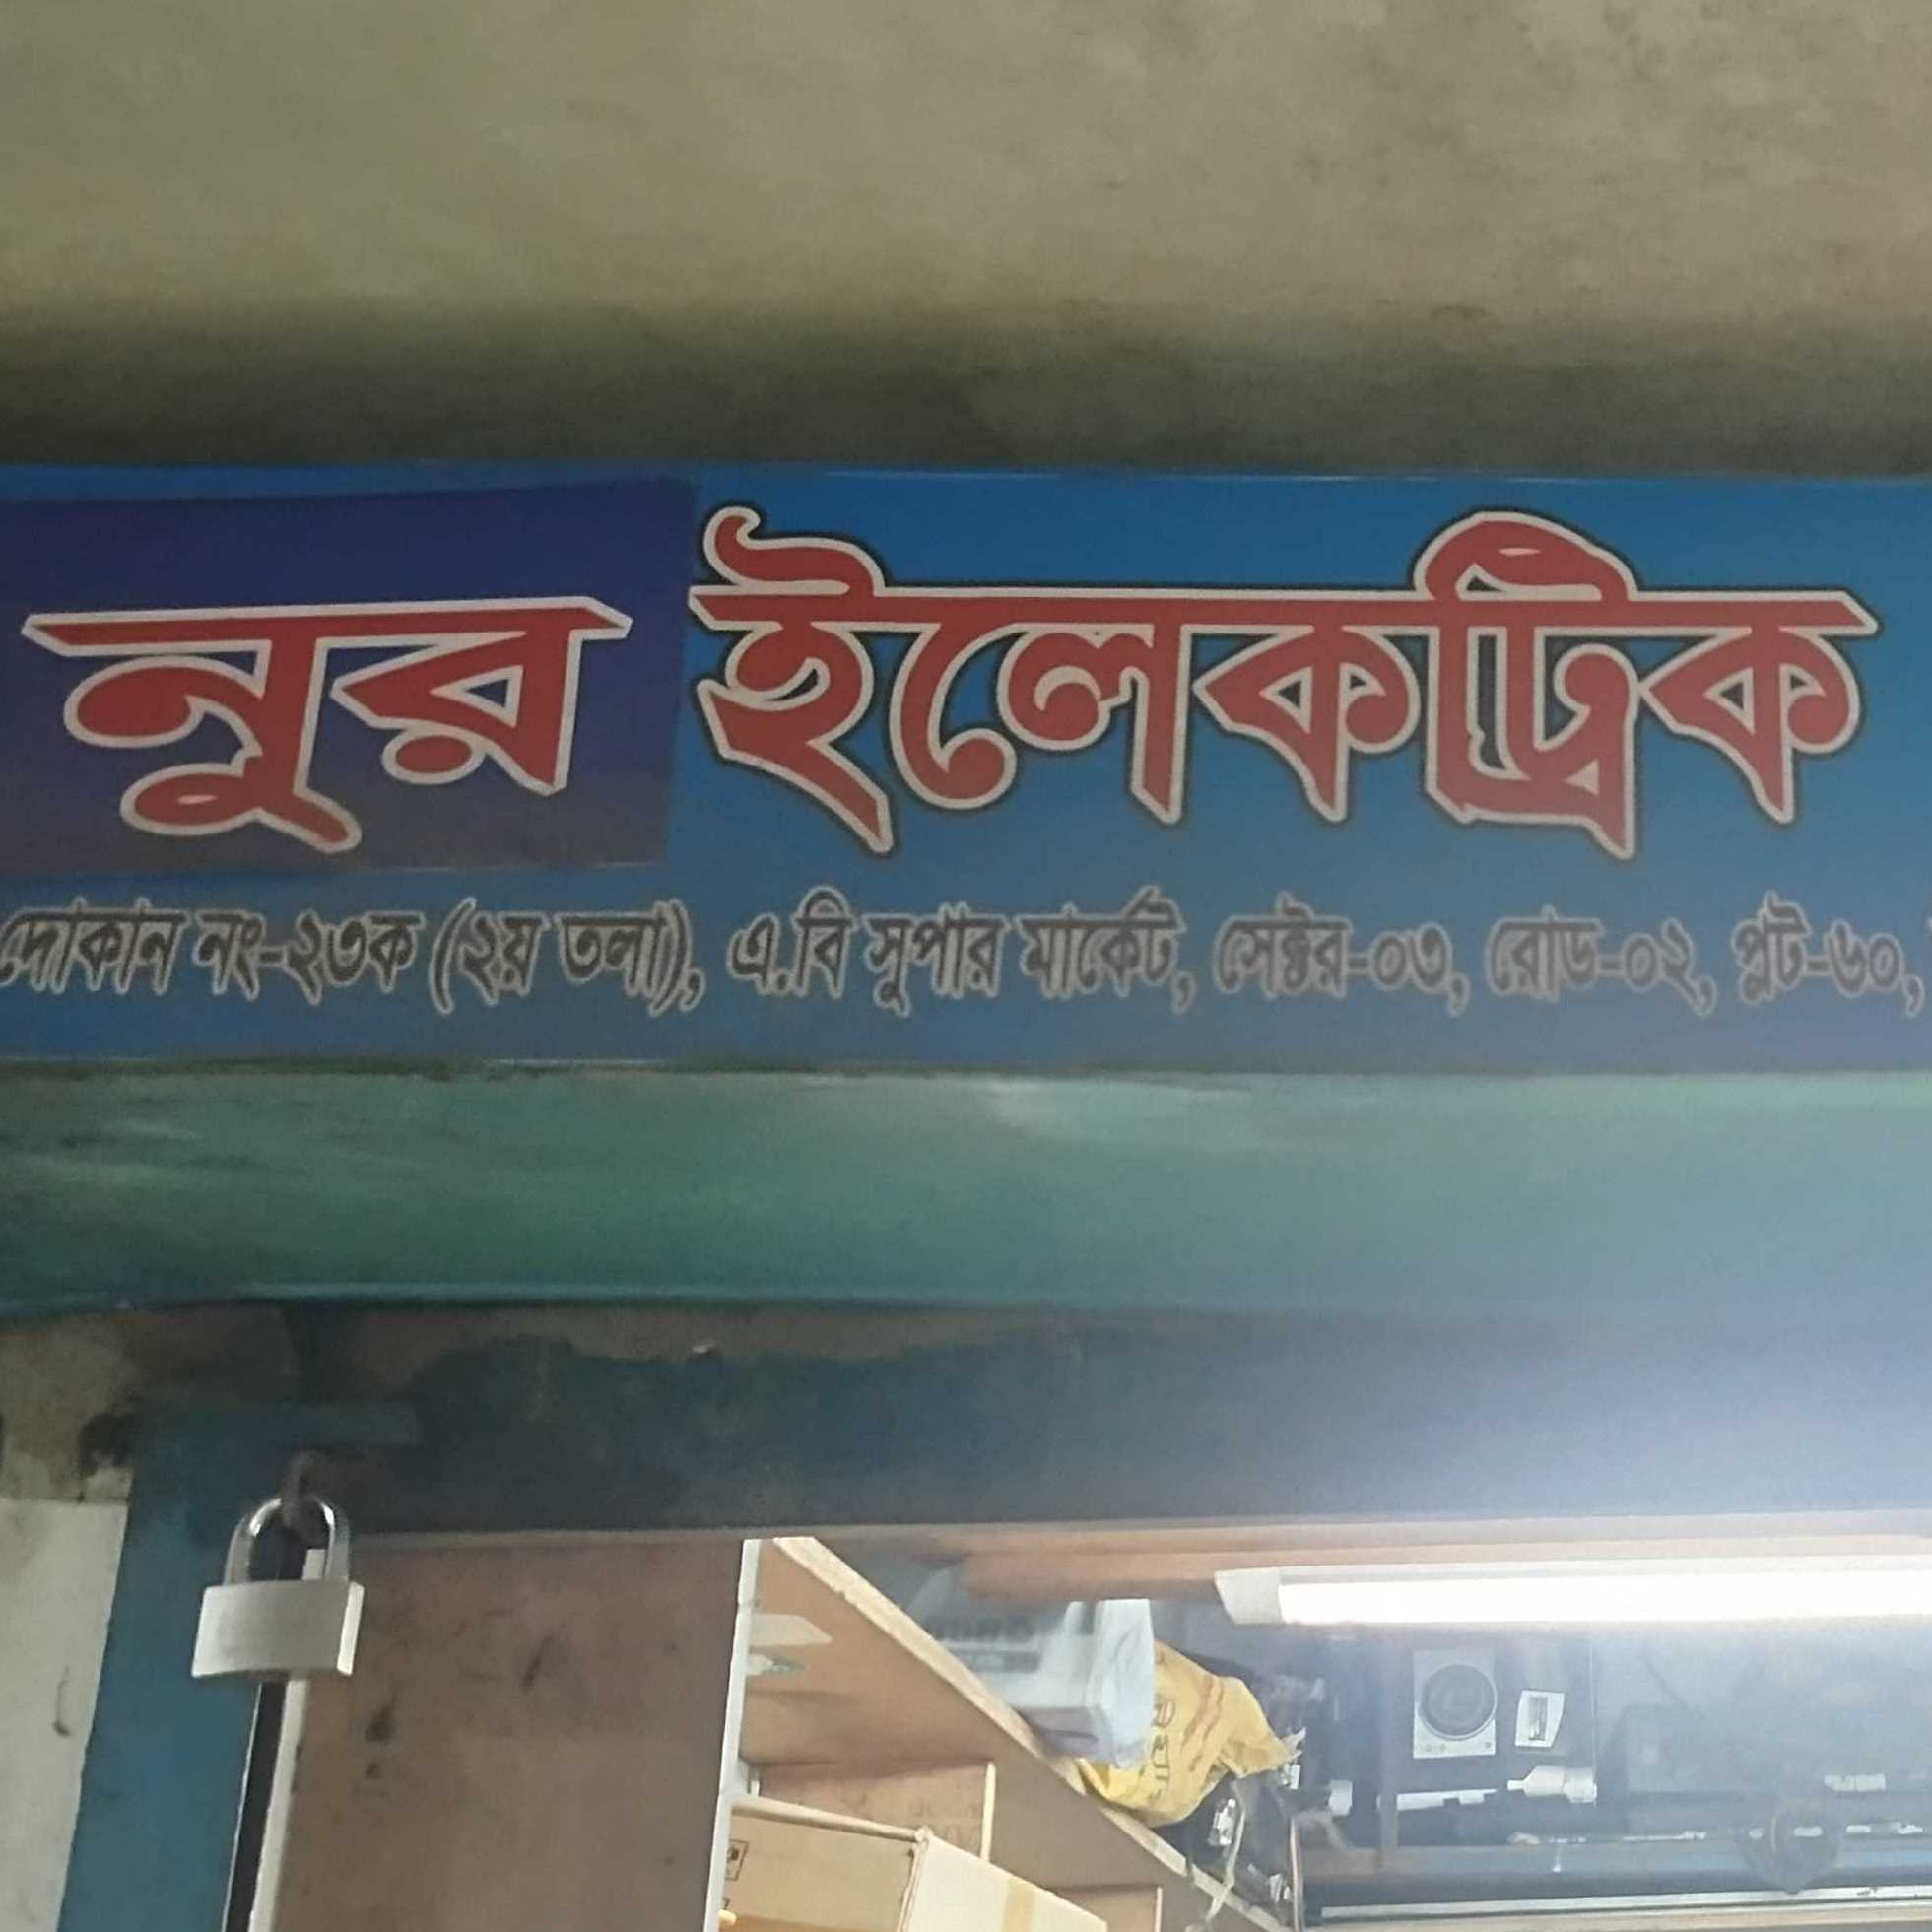 নুর ইলেকট্রিক
দোকান নং-২৩ক (২য় তলা), এ.বি সুপার মার্কেট, সেক্টর-০৩, রোড-০২, প্লট-৬০,